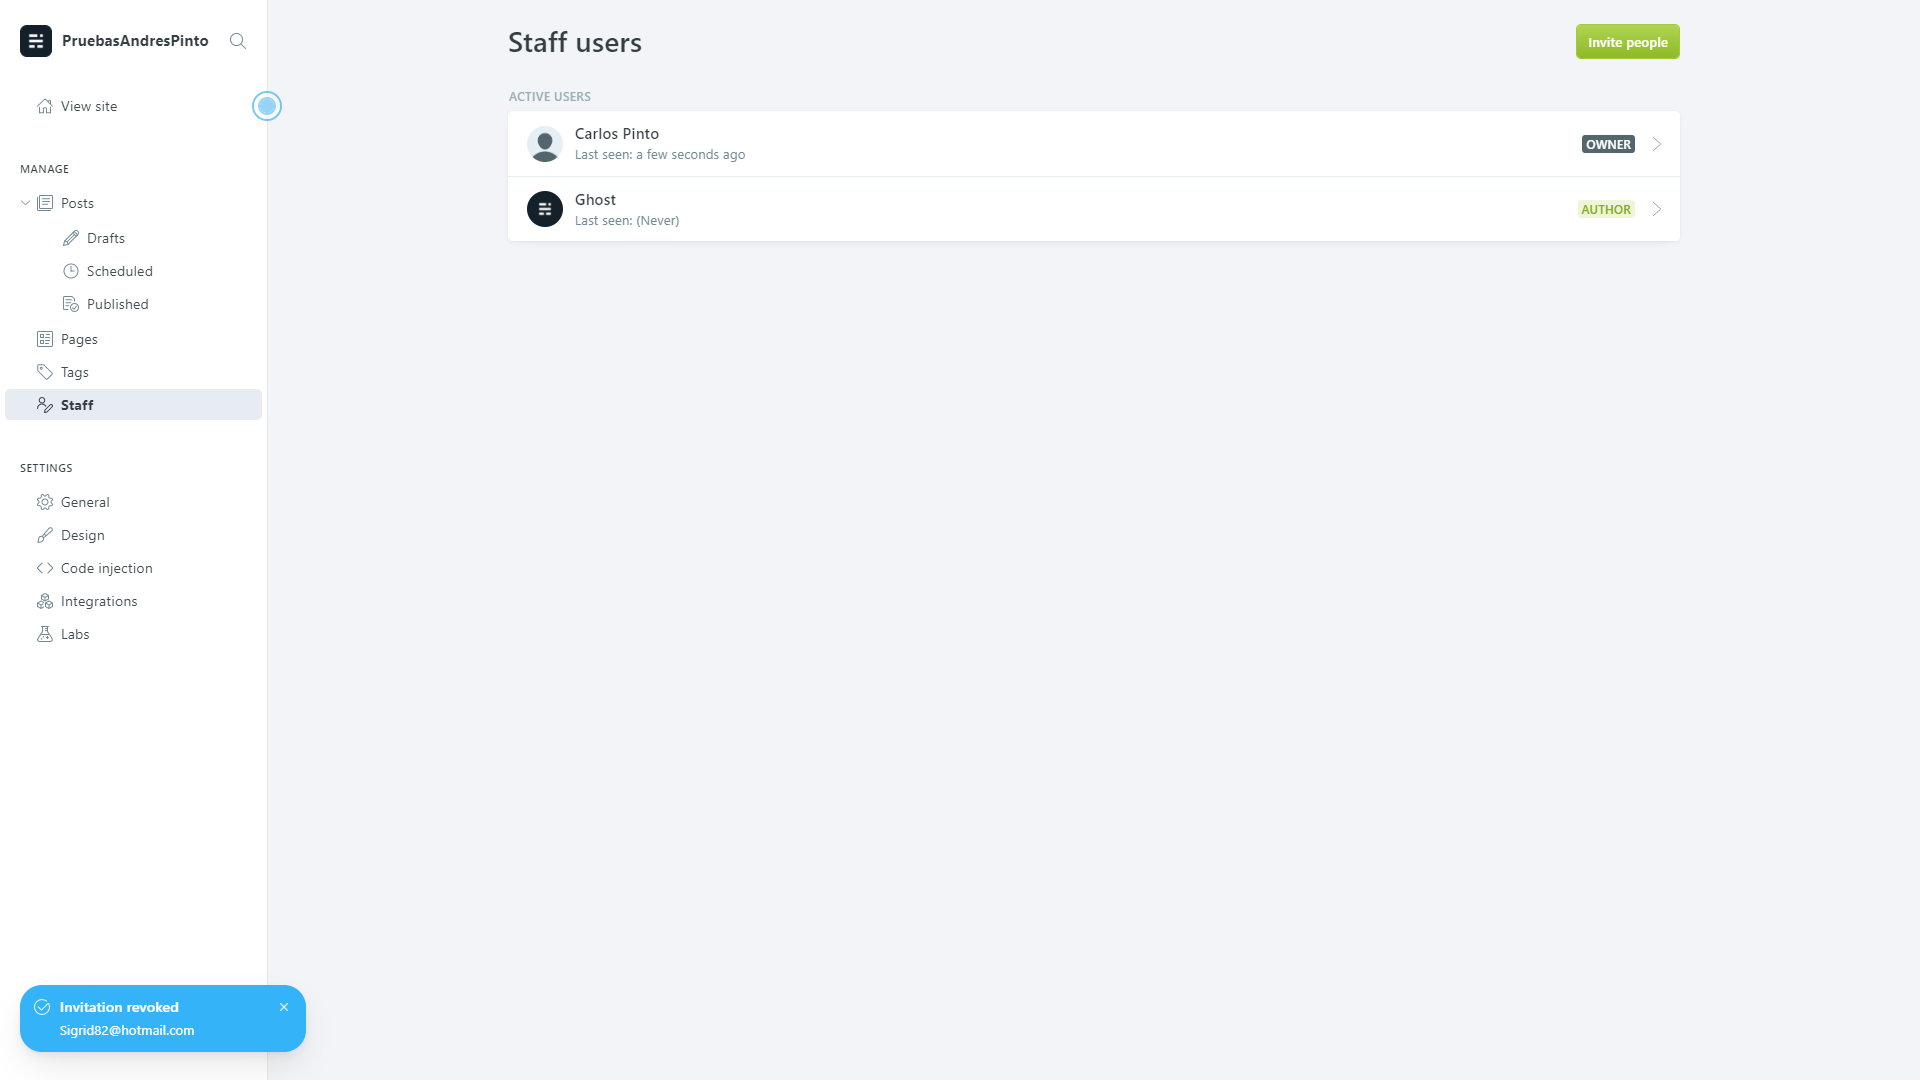 PruebasAndresPinto
View site
MANAGE
Posts
Drafts
Scheduled
Published
Pages
Tags
Staff
SETTINGS
General
Design
Code injection
Integrations
Labs
Staff users
Invite people
ACTIVE USERS
Carlos Pinto
Last seen: a few seconds ago
OWNER
Ghost
Last seen: (Never)
AUTHOR
Invitation revoked
Sigrid82@hotmail.com